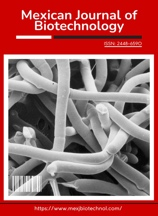 Mexican Journal of
Biotechnology
ISSN: 2448-6590
https://www.mexjbiotechnol.com/